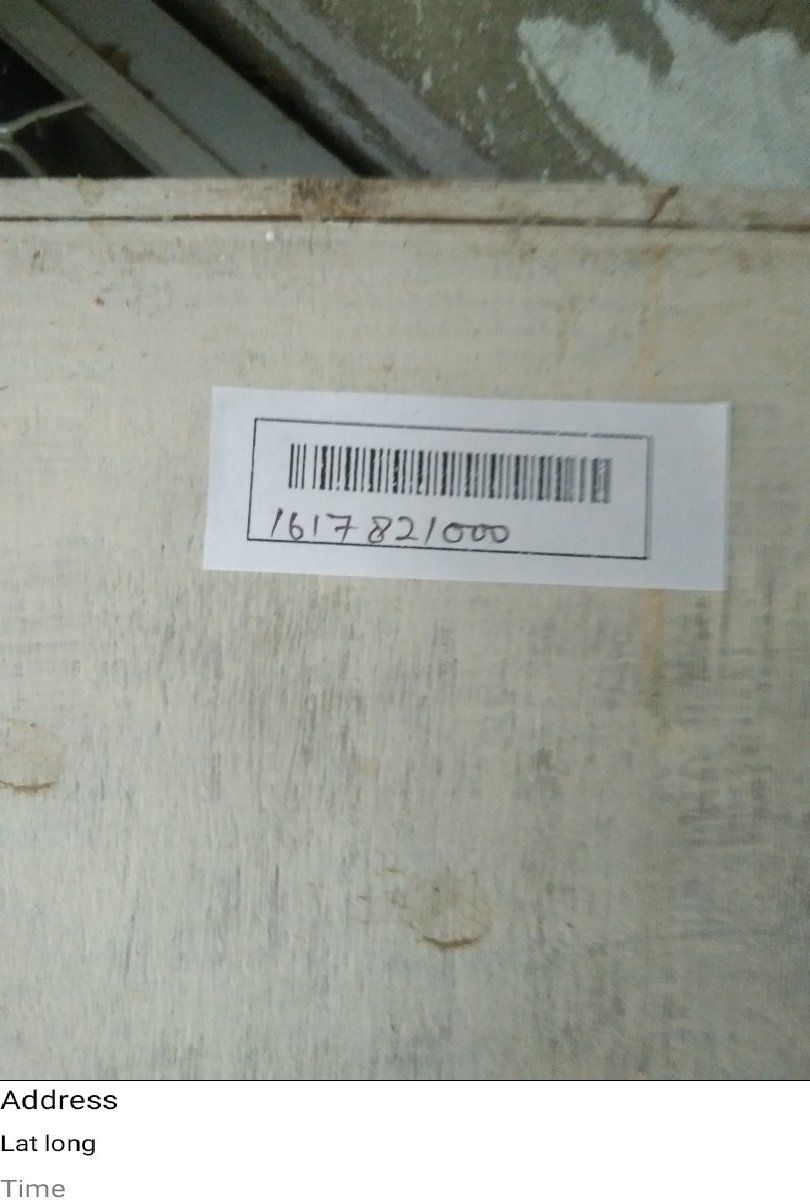 1617821000
Address
Lat long
Time